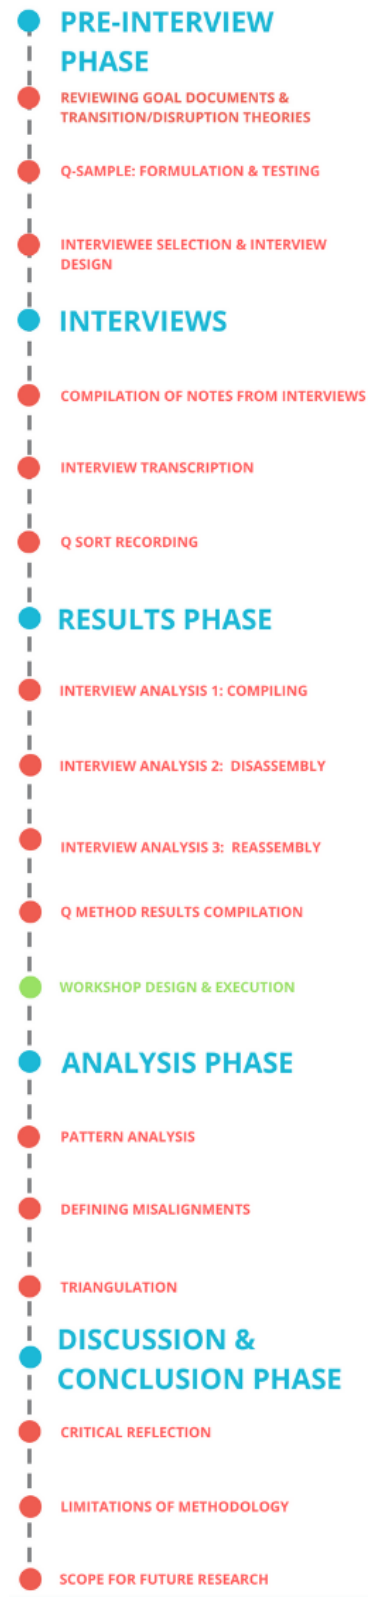 PRE-INTERVIEW
PHASE
REVIEWING GOAL DOCUMENTS &
TRANSITION/DISRUPTION THEORIES
Q-SAMPLE: FORMULATION & TESTING
INTERVIEWEE SELECTION & INTERVIEW
DESIGN
INTERVIEWS
COMPILATION OF NOTES FROM INTERVIEWS
INTERVIEW TRANSCRIPTION
Q SORT RECORDING
RESULTS PHASE
INTERVIEW ANALYSIS 1: COMPILING
INTERVIEW ANALYSIS 2: DISASSEMBLY
INTERVIEW ANALYSIS 3: REASSEMBLY
Q METHOD RESULTS COMPILATION
WORKSHOP DESIGN & EXECUTION
ANALYSIS PHASE
PATTERN ANALYSIS
DEFINING MISALIGNMENTS
TRIANGULATION
DISCUSSION &
CONCLUSION PHASE
CRITICAL REFLECTION
LIMITATIONS OF METHODOLOGY
SCOPE FOR FUTURE RESEARCH